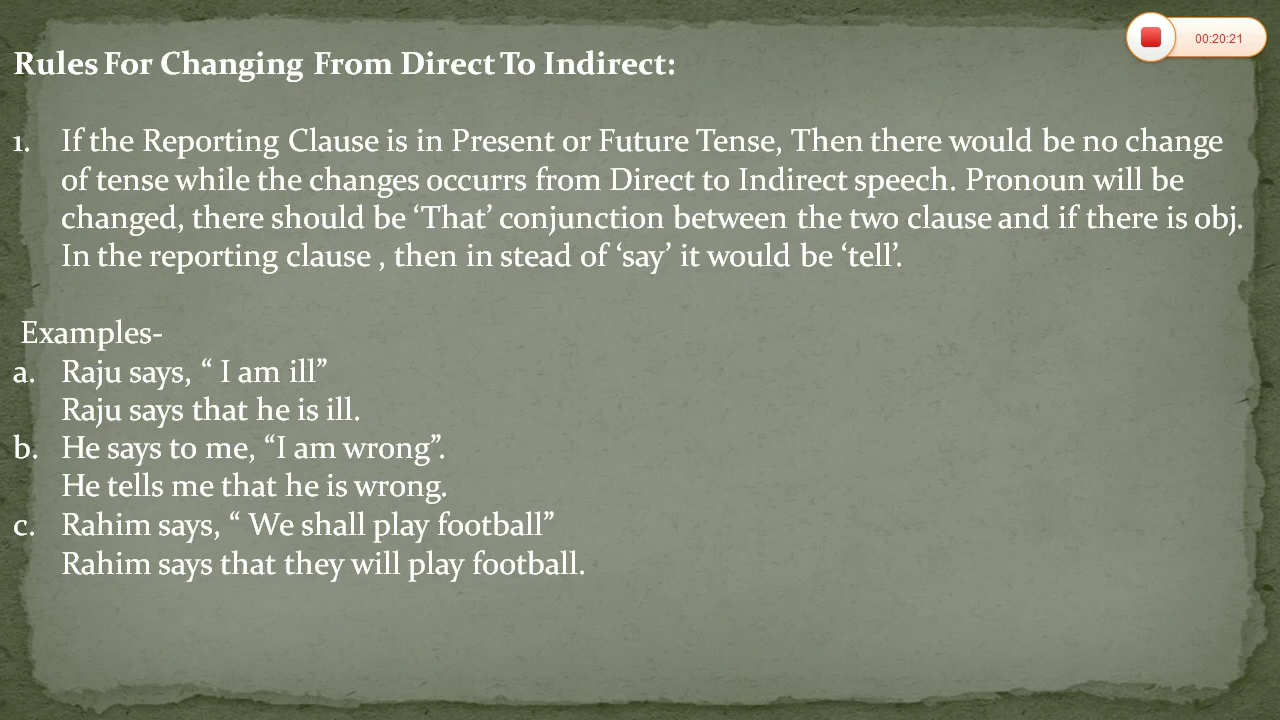 00:20:21
Rules For Changing From Direct To Indirect:
1. If the Reporting Clause is in Present or Future Tense, Then there would be no change
of tense while the changes occurrs from Direct to Indirect speech. Pronoun will be
changed, there should be ‘That’ conjunction between the two clause and if there is obj.
In the reporting clause , then in stead of ‘say’ it would be ‘tell’.
Examples-
a. Raju says, “ I am ill”
Raju says that he is ill.
b. He says to me, “I am wrong”.
He tells me that he is wrong.
c. Rahim says, “ We shall play football”
Rahim says that they will play football.